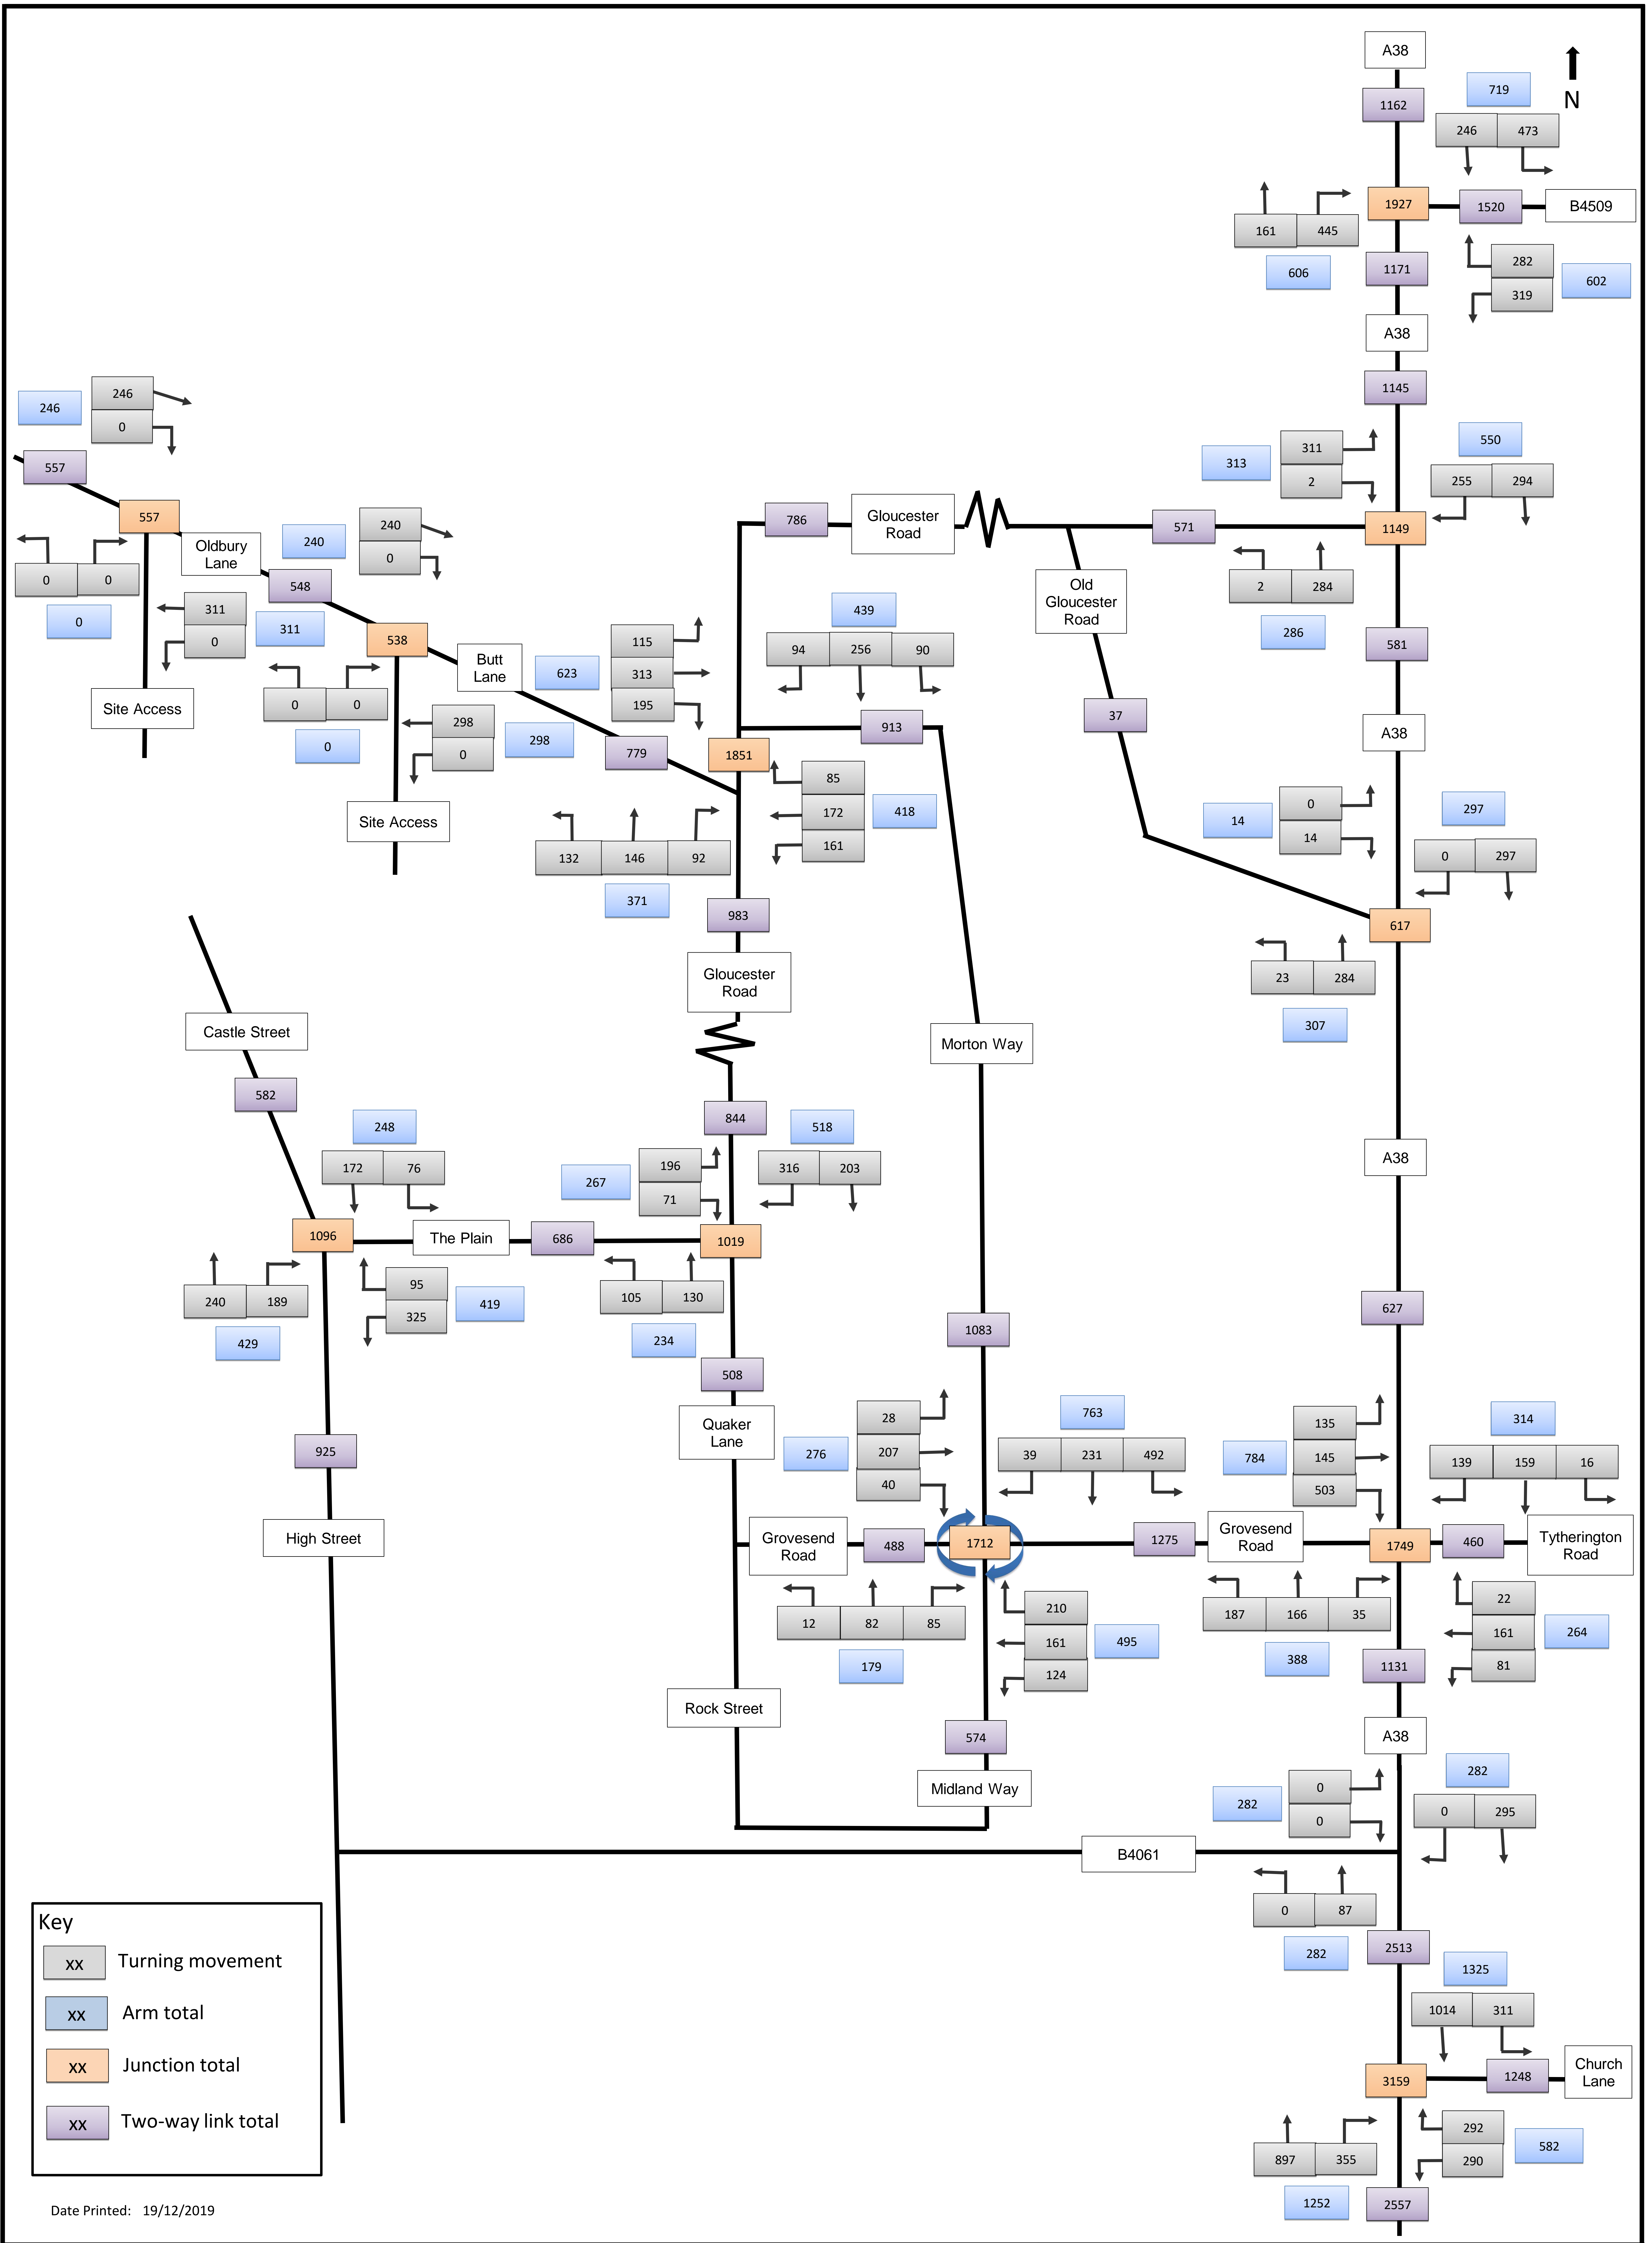 A38
N
1162
719
246 473
1927
1520
B4509
161 445
606
1171
282
319
602
A38
1145
246
246
0
557
557
Oldbury
Lane
0 0
0
311
0
311
Site Access
240
240
0
548
538
Butt
Lane
0 0
0
298
0
298
Site Access
786
Gloucester
Road
571
313
311
2
550
255 294
1149
2 284
286
581
Old
Gloucester
Road
37
A38
623
115
313
195
439
94 256 90
913
779
1851
85
172
161
418
132 146 92
371
983
Gloucester
Road
14
0
14
297
0 297
617
23 284
307
Castle Street
582
Morton Way
A38
248
172 76
1096
The Plain
686
240 189
429
95
325
419
844
518
267
196
71
316 203
1019
105 130
234
508
Quaker
Lane
1083
627
925
High Street
276
28
207
40
763
39 231 492
Grovesend
Road
488
1712
1275
Grovesend
Road
12 82 85
179
210
161
124
495
784
135
145
503
314
139 159 16
1749
460
Tytherington
Road
187 166 35
388
1131
22
161
81
264
Rock Street
574
Midland Way
A38
282
0
0
282
0 295
B4061
0 87
282
2513
1325
1014 311
3159
1248
Church
Lane
897 355
1252
292
290
582
2557
Key
xx Turning movement
xx Arm total
xx Junction total
xx Two-way link total
Date Printed: 19/12/2019